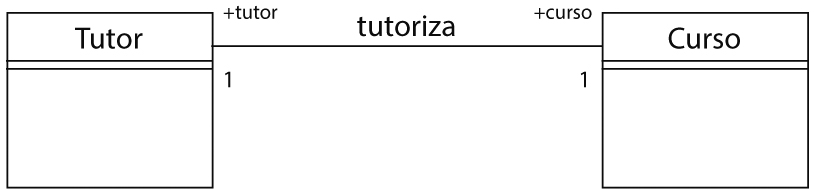 +tutor
+curso
Tutor
tutoriza
Curso
1
1